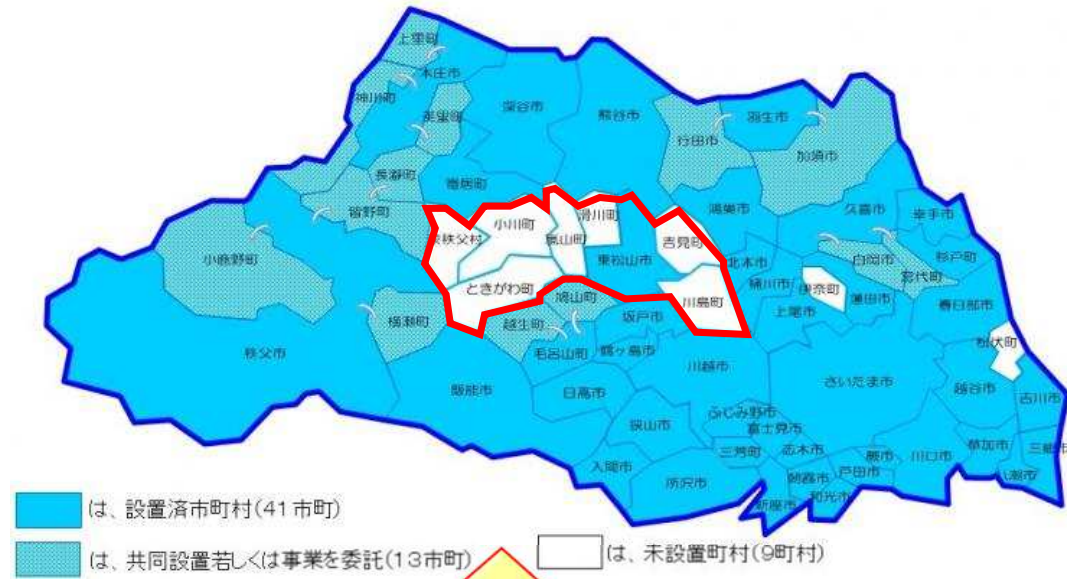 上里町
本庄市
神川町
美里町
深谷市
熊谷市
行田市
羽生市
加須市
長瀞町
寄居町
皆野町
小鹿野町
秩父村
小川町
嵐山町
滑川町
吉見町
東松山市
鴻巣市
久喜市
幸手市
北本市
白岡市
宮代町
杉戸町
ときがわ町
鳩山町
川島町
桶川市
伊奈町
蓮田市
上尾市
春日部市
横瀬町
越生町
坂戸市
秩父市
毛呂山町
鶴ヶ島市
川越市
さいたま市
松伏町
越谷市
吉川市
飯能市
日高市
狭山市
ふじみ野市
富士見市
三芳町
志木市
蕨市
川口市
草加市
三郷市
入間市
所沢市
朝霞市
戸田市
和光市
新座市
八潮市
は、設置済市町村(41市町)
は、共同設置若しくは事業を委託(13市町)
は、未設置町村(9町村)